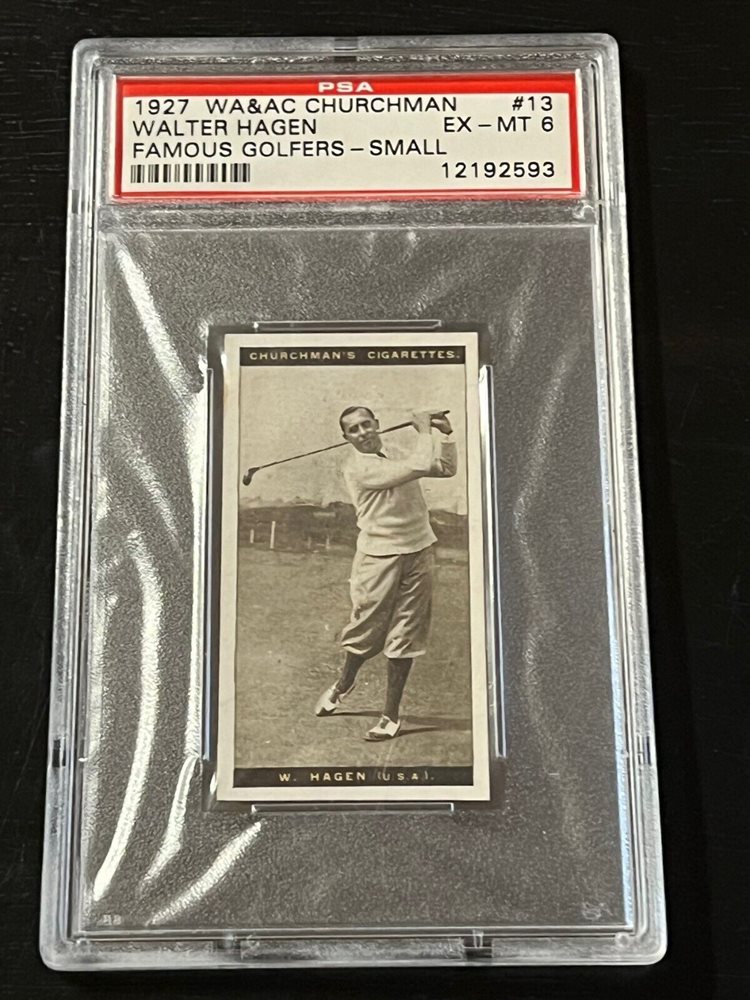 PSA
1927 WA&AC CHURCHMAN #13
WALTER HAGEN EX-MT 6
FAMOUS GOLFERS-SMALL
12192593
CHURCHMAN'S CIGARETTES.
W. HAGEN (U.S.A.).